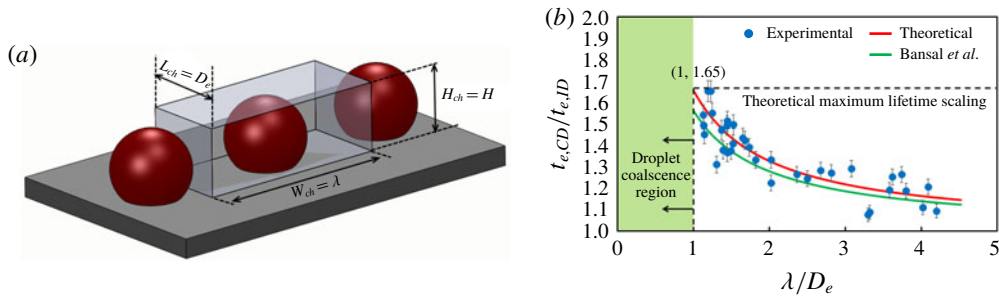 (a)
L_ch = D_e
H_ch = H
W_ch = λ
(b)
t_e,CD/t_e,ID
2.0
1.9
1.8
1.7
1.6
1.5
1.4
1.3
1.2
1.1
1.0
Experimental
Theoretical
Bansal et al.
(1, 1.65)
Theoretical maximum lifetime scaling
Droplet
coalscence
region
0
1
2
3
4
5
λ/D_e